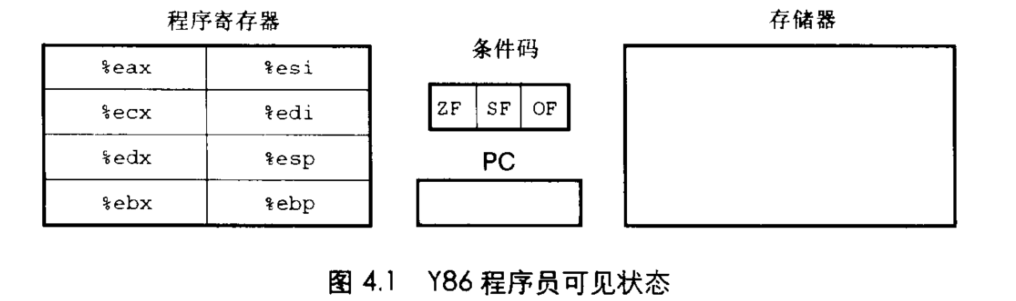 程序寄存器
%eax %esi
%ecx %edi
%edx %esp
%ebx %ebp
条件码
ZF SF OF
PC
存储器
图 4.1 Y86 程序员可见状态